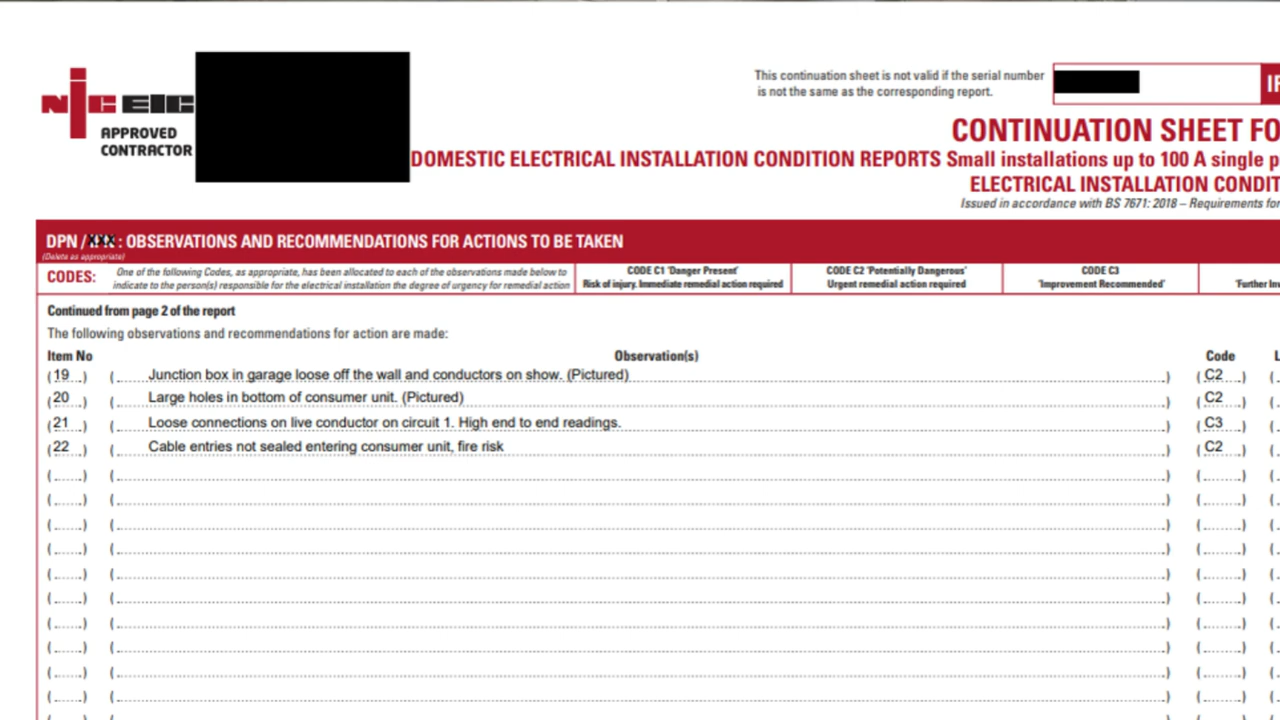 NICEIC
APPROVED
CONTRACTOR
This continuation sheet is not valid if the serial number
is not the same as the corresponding report.
CONTINUATION SHEET
DOMESTIC ELECTRICAL INSTALLATION CONDITION REPORTS Small installations up to 100 A single
ELECTRICAL INSTALLATION
Issued in accordance with BS 7671: 2018 – Requirements for
DPN / : OBSERVATIONS AND RECOMMENDATIONS FOR ACTIONS TO BE TAKEN
(Delete as appropriate)
CODES: One of the following Codes, as appropriate, has been allocated to each of the observations made below to
indicate to the person(s) responsible for the electrical installation the degree of urgency for remedial action
CODE C1 'Danger Present'
Risk of injury. Immediate remedial action required
CODE C2 'Potentially Dangerous'
Urgent remedial action required
CODE C3
'Improvement Recommended'
'Further
Continued from page 2 of the report
The following observations and recommendations for action are made:
Item No Observation(s) Code
(19) ( Junction box in garage loose off the wall and conductors on show. (Pictured) ) (C2)
(20) ( Large holes in bottom of consumer unit. (Pictured) ) (C2)
(21) ( Loose connections on live conductor on circuit 1. High end to end readings. ) (C3)
(22) ( Cable entries not sealed entering consumer unit, fire risk ) (C2)